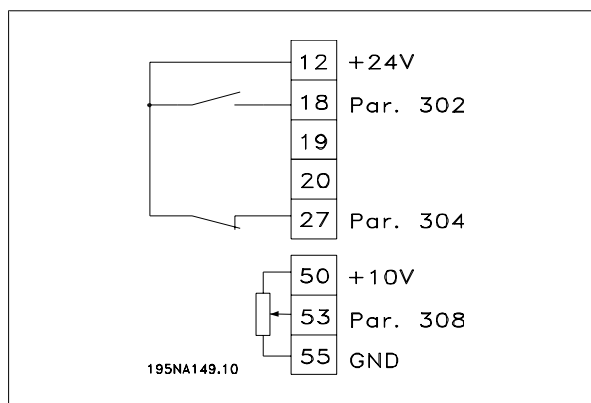 12 +24V
18 Par. 302
19
20
27 Par. 304
50 +10V
53 Par. 308
55 GND
195NA149.10